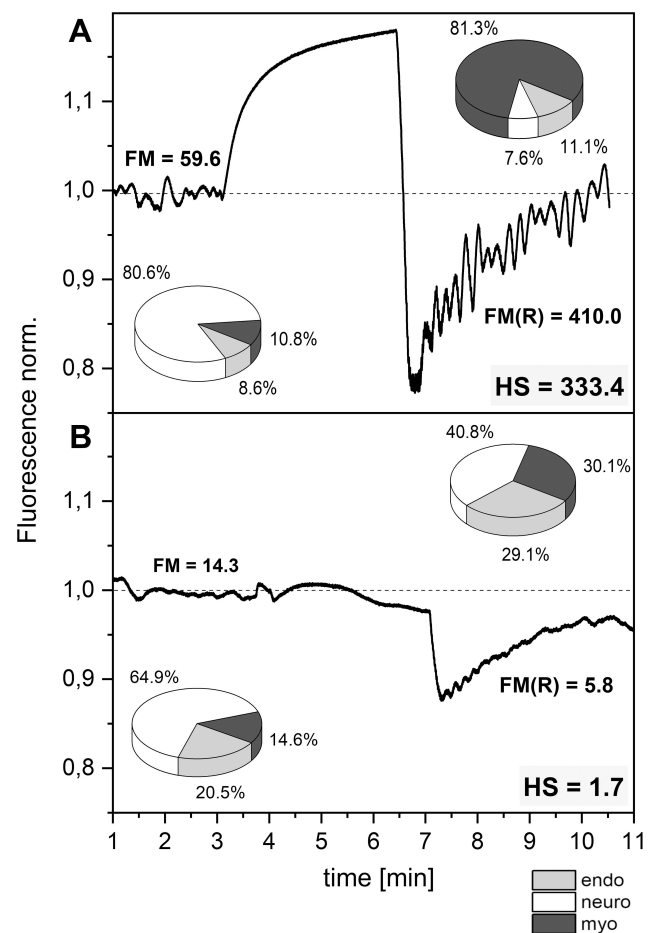 A
81.3%
1,1
FM = 59.6
7.6%
11.1%
1,0
80.6%
0,9
10.8%
FM(R) = 410.0
8.6%
0,8
HS = 333.4
Fluorescence norm.
B
40.8%
30.1%
1,1
29.1%
FM = 14.3
1,0
64.9%
0,9
FM(R) = 5.8
14.6%
20.5%
0,8
HS = 1.7
1 2 3 4 5 6 7 8 9 10 11
time [min]
endo
neuro
myo